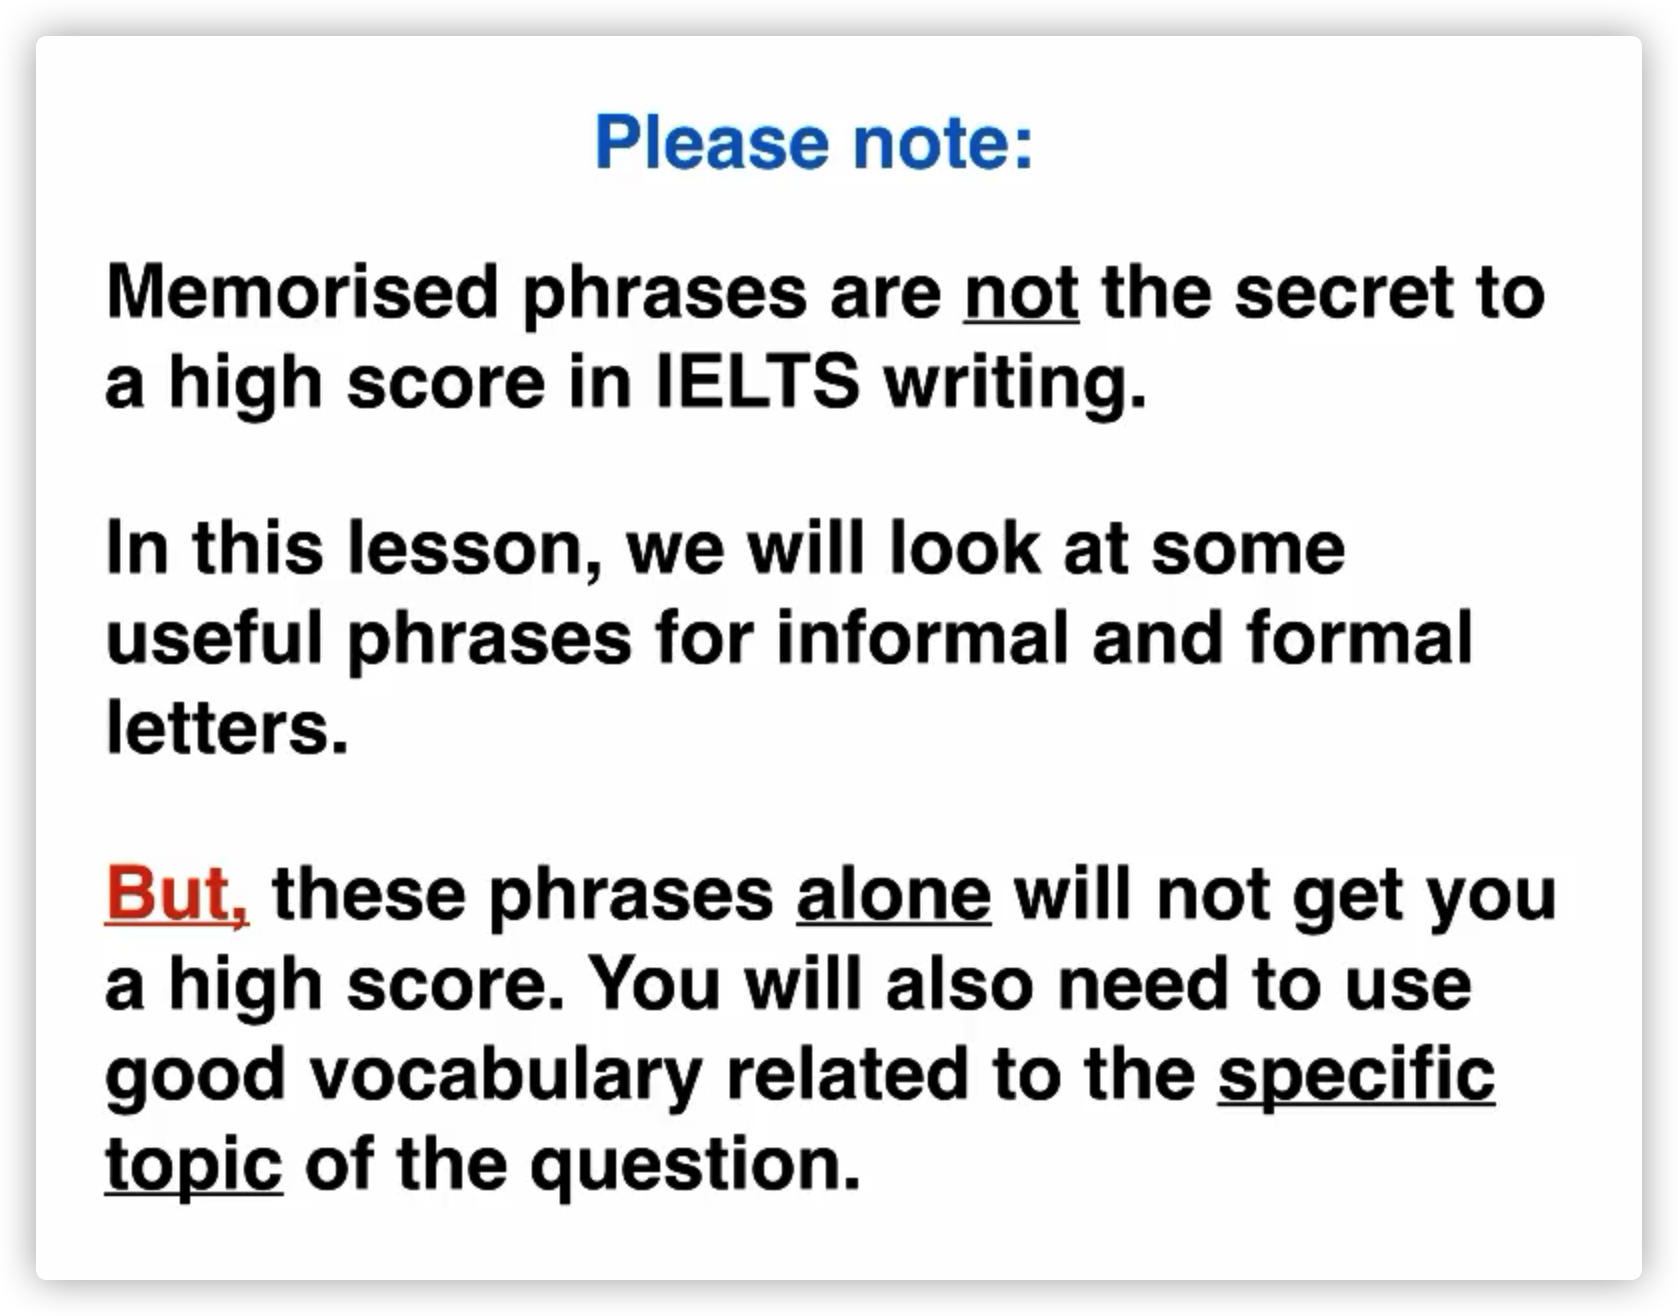 Please note:
Memorised phrases are not the secret to
a high score in IELTS writing.
In this lesson, we will look at some
useful phrases for informal and formal
letters.
But, these phrases alone will not get you
a high score. You will also need to use
good vocabulary related to the specific
topic of the question.